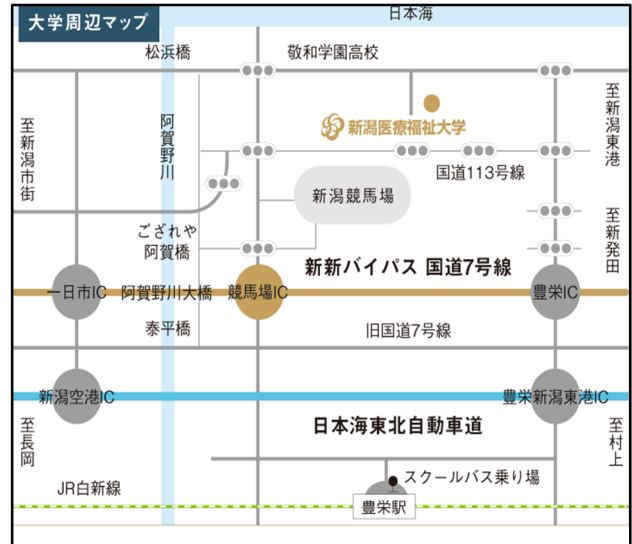 大学周辺マップ
日本海
松浜橋
敬和学園高校
至新潟市街
阿賀野川
新潟医療福祉大学
至新潟東港
国道113号線
新潟競馬場
ござれや
阿賀橋
至新発田
新新バイパス 国道7号線
一日市IC
阿賀野川大橋
競馬場IC
豊栄IC
泰平橋
旧国道7号線
新潟空港IC
豊栄新潟東港IC
至長岡
日本海東北自動車道
至村上
JR白新線
スクールバス乗り場
豊栄駅